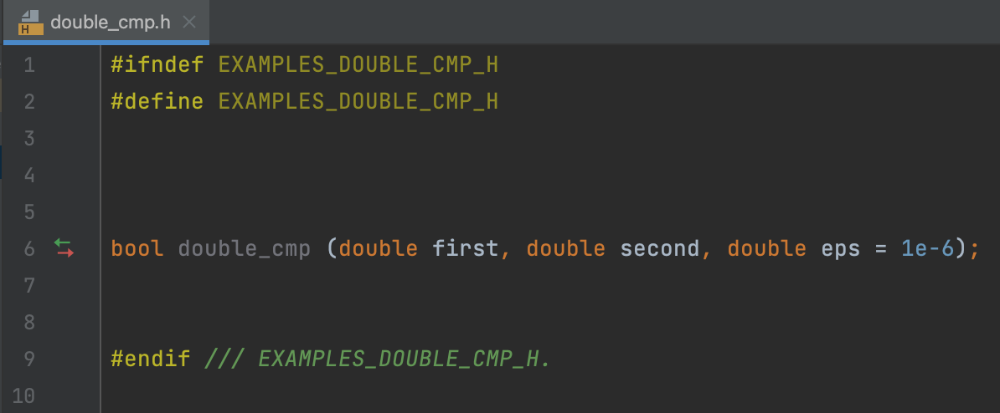 H double_cmp.h
1 #ifndef EXAMPLES_DOUBLE_CMP_H
2 #define EXAMPLES_DOUBLE_CMP_H
3
4
5
6 bool double_cmp (double first, double second, double eps = 1e-6);
7
8
9 #endif /// EXAMPLES_DOUBLE_CMP_H.
10